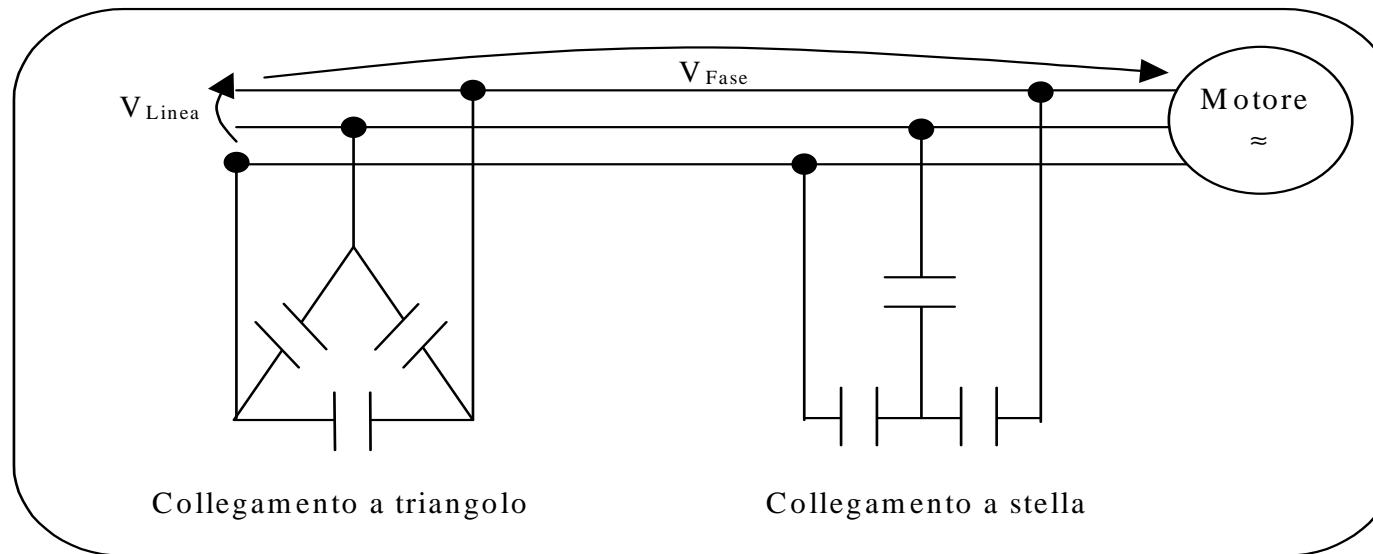 V Fase
V Linea
Motore
≈
Collegamento a triangolo
Collegamento a stella